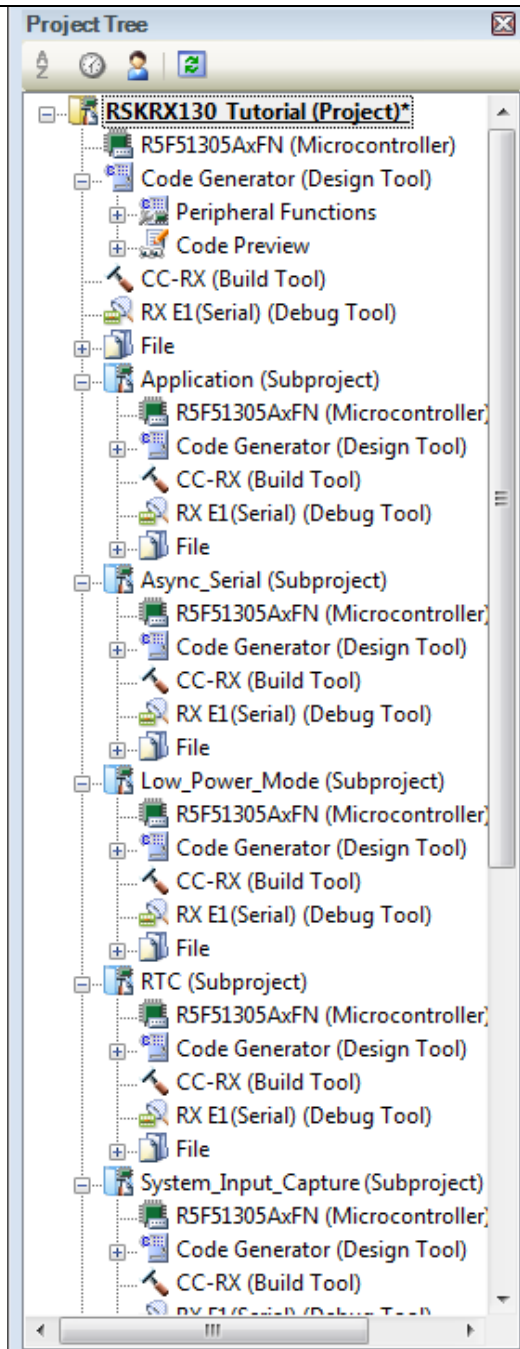 Project Tree
RSKRX130_Tutorial (Project)*
R5F51305AxFN (Microcontroller)
Code Generator (Design Tool)
Peripheral Functions
Code Preview
CC-RX (Build Tool)
RX E1(Serial) (Debug Tool)
File
Application (Subproject)
R5F51305AxFN (Microcontroller)
Code Generator (Design Tool)
CC-RX (Build Tool)
RX E1(Serial) (Debug Tool)
File
Async_Serial (Subproject)
R5F51305AxFN (Microcontroller)
Code Generator (Design Tool)
CC-RX (Build Tool)
RX E1(Serial) (Debug Tool)
File
Low_Power_Mode (Subproject)
R5F51305AxFN (Microcontroller)
Code Generator (Design Tool)
CC-RX (Build Tool)
RX E1(Serial) (Debug Tool)
File
RTC (Subproject)
R5F51305AxFN (Microcontroller)
Code Generator (Design Tool)
CC-RX (Build Tool)
RX E1(Serial) (Debug Tool)
File
System_Input_Capture (Subproject)
R5F51305AxFN (Microcontroller)
Code Generator (Design Tool)
CC-RX (Build Tool)
RX E1(Serial) (Debug Tool)